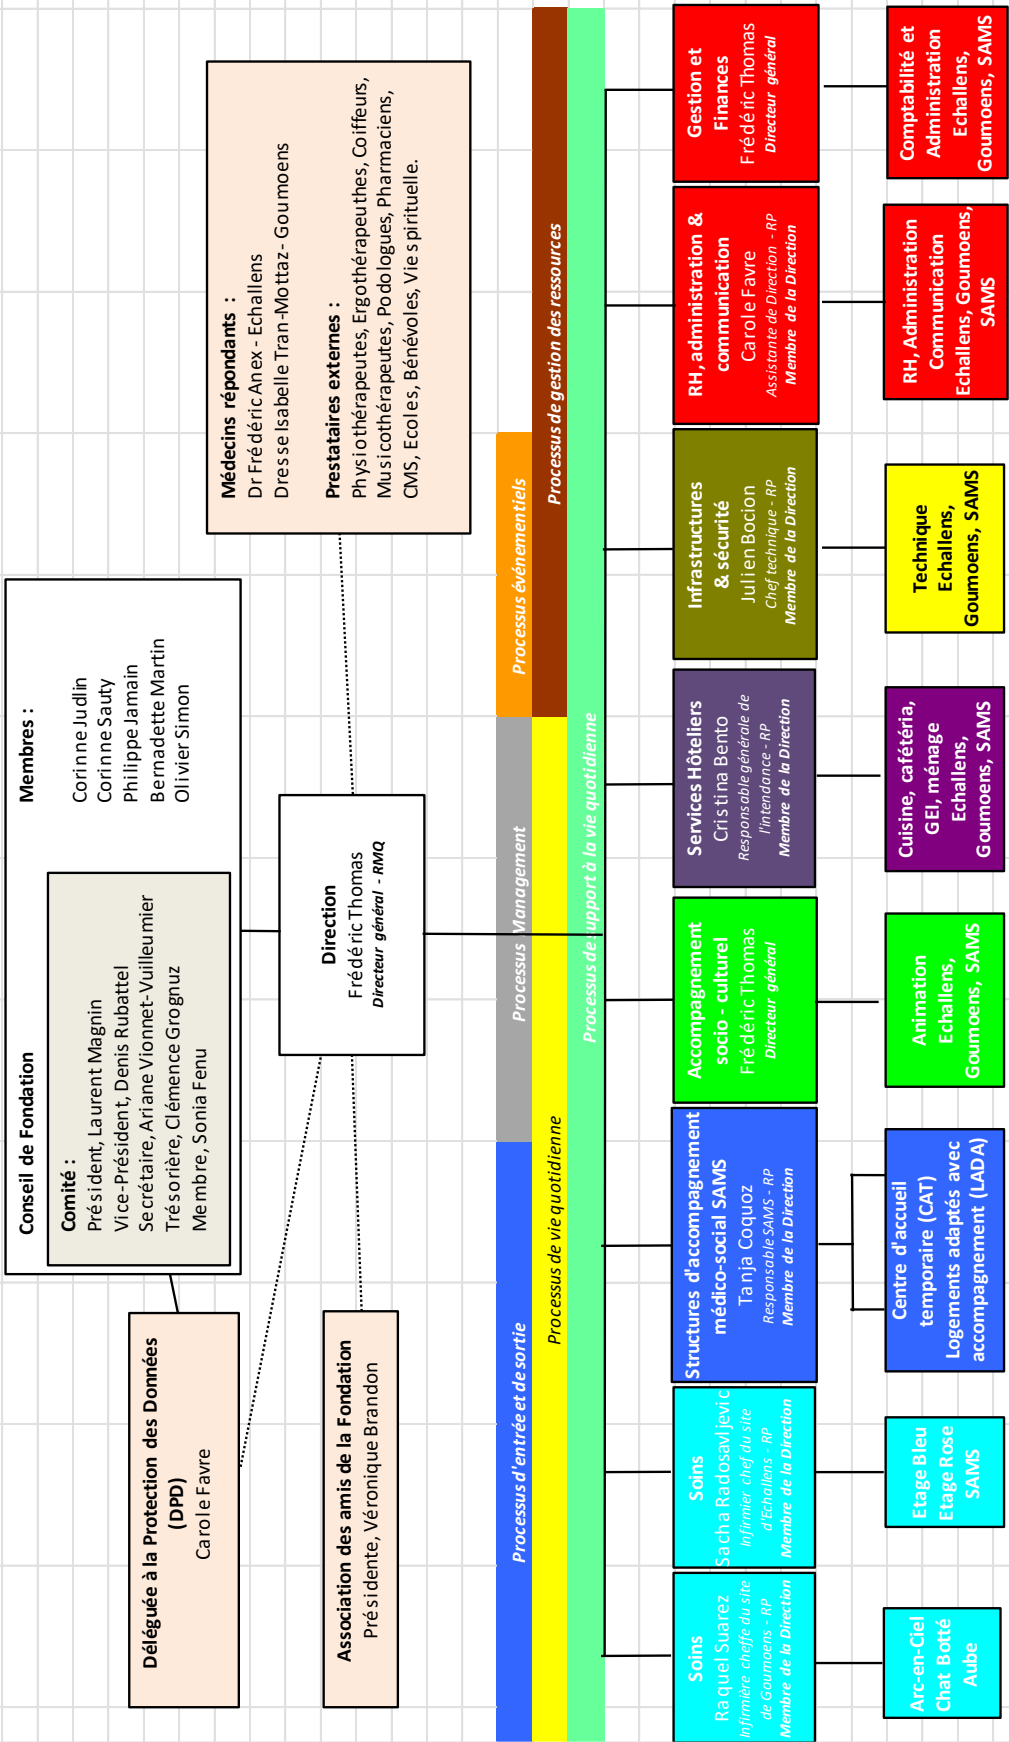 Conseil de Fondation
Membres :
Comité :
Président, Laurent Magnin
Vice-Président, Denis Rubattel
Secrétaire, Ariane Vionnet-Vuilleumier
Trésorière, Clémence Grognuz
Membre, Sonia Fenu
Corinne Judlin
Corinne Sauty
Philippe Jamain
Bernadette Martin
Olivier Simon
Déléguée à la Protection des Données
(DPD)
Carole Favre
Médecins répondants :
Dr Frédéric Anex - Echallens
Dresse Isabelle Tran-Mottaz - Goumoens
Prestataires externes :
Physiothérapeutes, Ergothérapeuthes, Coiffeurs,
Musicothérapeutes, Podologues, Pharmaciens,
CMS, Ecoles, Bénévoles, Vie spirituelle.
Direction
Frédéric Thomas
Directeur général - RMQ
Association des amis de la Fondation
Présidente, Véronique Brandon
Processus d'entrée et de sortie
Processus Management
Processus événementiels
Processus de vie quotidienne
Processus de gestion des ressources
Processus de support à la vie quotidienne
Soins
Raquel Suarez
Infirmière cheffe du site
de Goumoens - RP
Membre de la Direction
Soins
Sacha Radosavljevic
Infirmier chef du site
d'Echallens - RP
Membre de la Direction
Structures d'accompagnement
médico-social SAMS
Tanja Coquoz
Responsable SAMS - RP
Membre de la Direction
Accompagnement
socio - culturel
Frédéric Thomas
Directeur général
Services Hôteliers
Cristina Bento
Responsable générale de
l'intendance - RP
Membre de la Direction
Infrastructures
& sécurité
Julien Bocion
Chef technique - RP
Membre de la Direction
RH, administration &
communication
Carole Favre
Assistante de Direction - RP
Membre de la Direction
Gestion et
Finances
Frédéric Thomas
Directeur général
Arc-en-Ciel
Chat Botté
Aube
Etage Bleu
Etage Rose
SAMS
Centre d'accueil
temporaire (CAT)
Logements adaptés avec
accompagnement (LADA)
Animation
Echallens,
Goumoens, SAMS
Cuisine, cafétéria,
GEI, ménage
Echallens,
Goumoens, SAMS
Technique
Echallens,
Goumoens, SAMS
RH, Administration
Communication
Echallens, Goumoens,
SAMS
Comptabilité et
Administration
Echallens,
Goumoens, SAMS